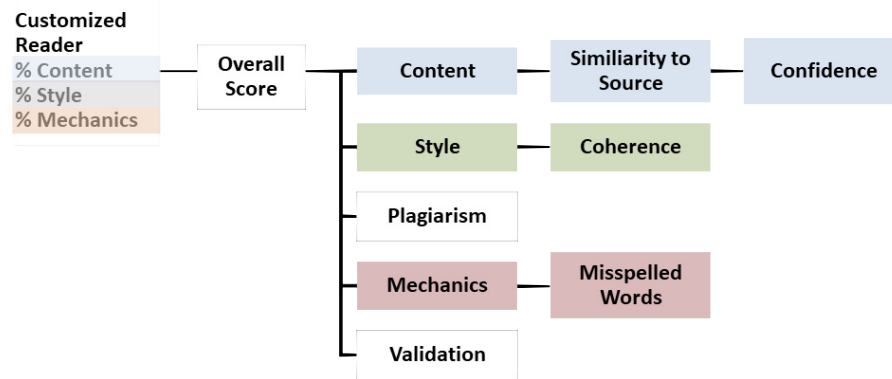 Customized
Reader
% Content
% Style
% Mechanics
Overall
Score
Content
Similiarity to
Source
Confidence
Style
Coherence
Plagiarism
Mechanics
Misspelled
Words
Validation